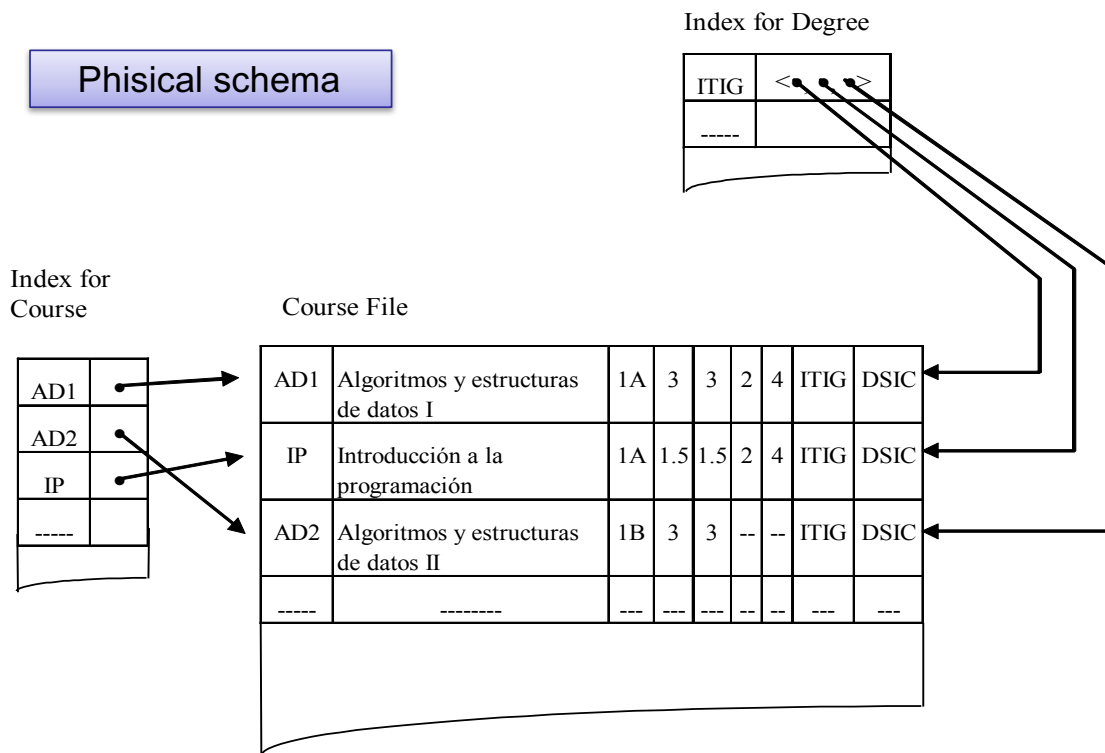 Index for Degree
Phisical schema
ITIG < , , >
-----
Index for
Course
Course File
AD1
AD2
IP
-----
AD1 Algoritmos y estructuras de datos I 1A 3 3 2 4 ITIG DSIC
IP Introducción a la programación 1A 1.5 1.5 2 4 ITIG DSIC
AD2 Algoritmos y estructuras de datos II 1B 3 3 -- -- ITIG DSIC
----- -------- --- --- --- -- -- --- ---